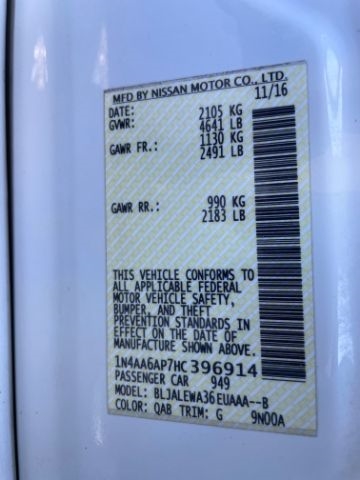 MFD BY NISSAN MOTOR CO., LTD.
DATE: 11/16
GVWR: 2105 KG
4641 LB
GAWR FR.: 1130 KG
2491 LB
GAWR RR.: 990 KG
2183 LB
THIS VEHICLE CONFORMS TO
ALL APPLICABLE FEDERAL
MOTOR VEHICLE SAFETY,
BUMPER, AND THEFT
PREVENTION STANDARDS IN
EFFECT ON THE DATE OF
MANUFACTURE SHOWN ABOVE.
1N4AA6AP7HC396914
PASSENGER CAR 949
MODEL: BLJALEWA36EUAAA--B
COLOR: QAB TRIM: G 9N00A